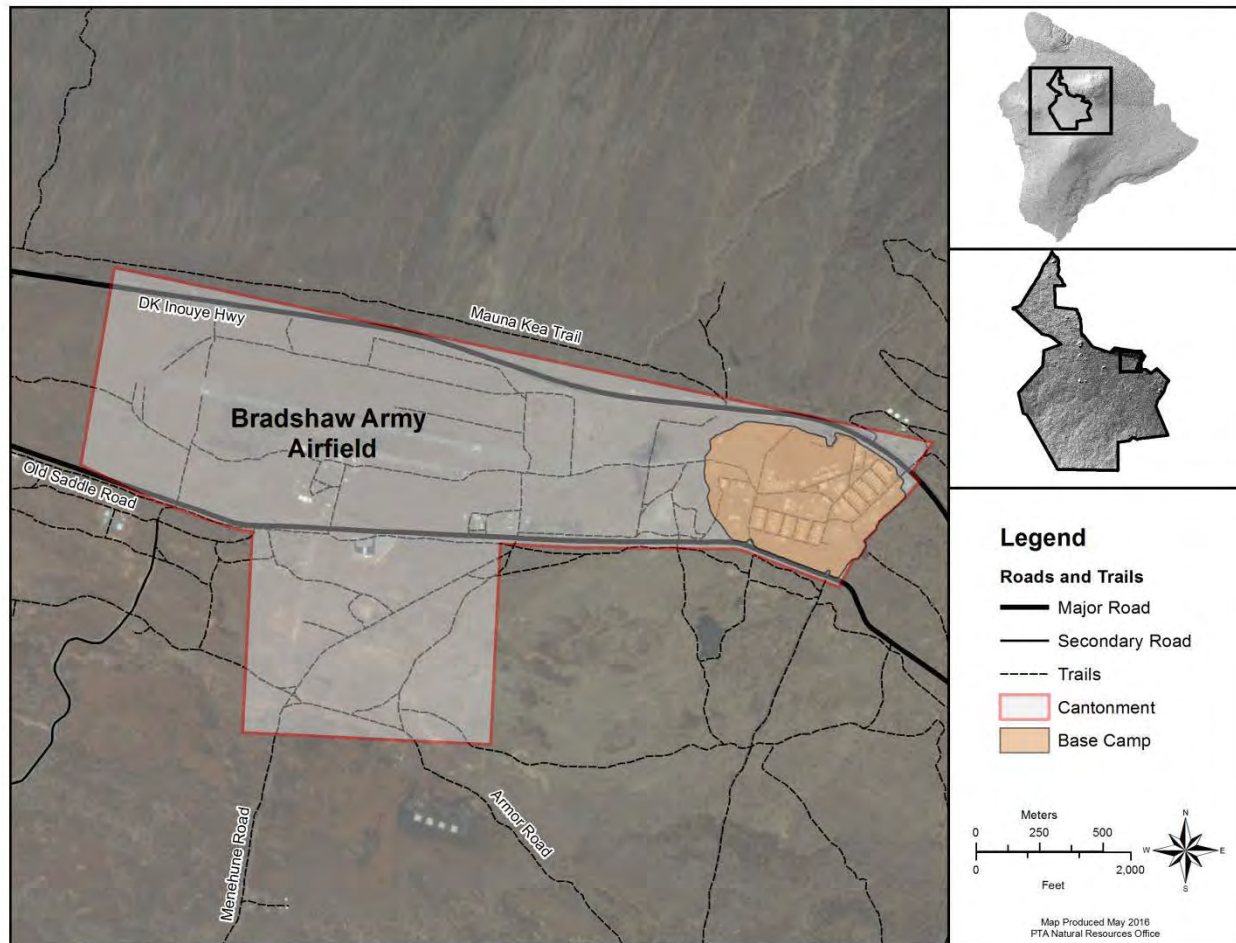 DK Inouye Hwy
Mauna Kea Trail
Bradshaw Army
Airfield
Old Saddle Road
Menehune Road
Armor Road
Legend
Roads and Trails
Major Road
Secondary Road
Trails
Cantonment
Base Camp
Meters
0 250 500
0 2,000
Feet
N
W E
S
Map Produced May 2016
PTA Natural Resources Office